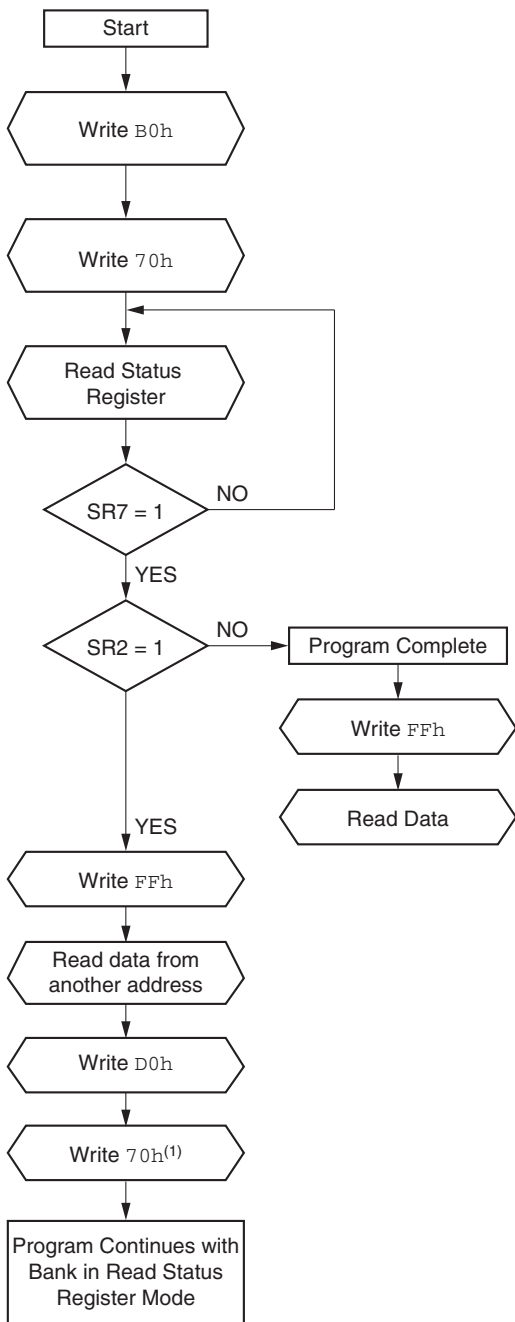 Start
Write B0h
Write 70h
Read Status
Register
SR7 = 1
NO
YES
SR2 = 1
NO
Program Complete
Write FFh
Read Data
YES
Write FFh
Read data from
another address
Write D0h
Write 70h(1)
Program Continues with
Bank in Read Status
Register Mode